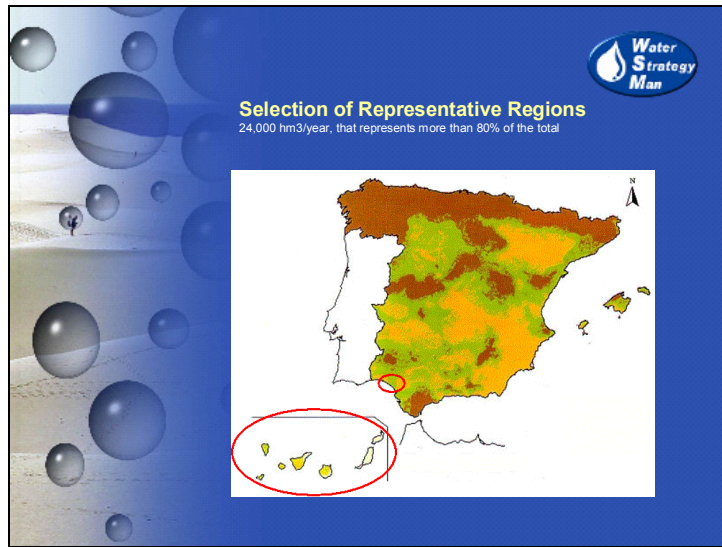 Water
Strategy
Man
Selection of Representative Regions
24,000 hm3/year, that represents more than 80% of the total
N